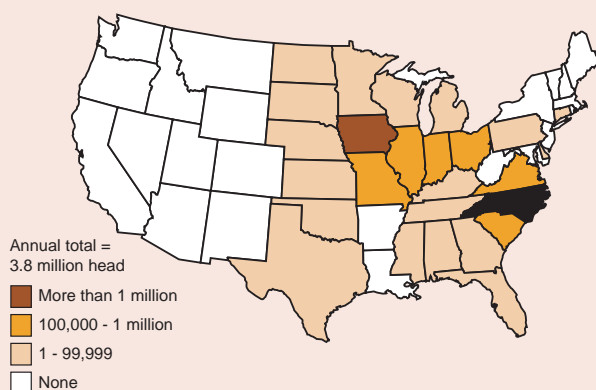 Annual total =
3.8 million head
More than 1 million
100,000 - 1 million
1 - 99,999
None